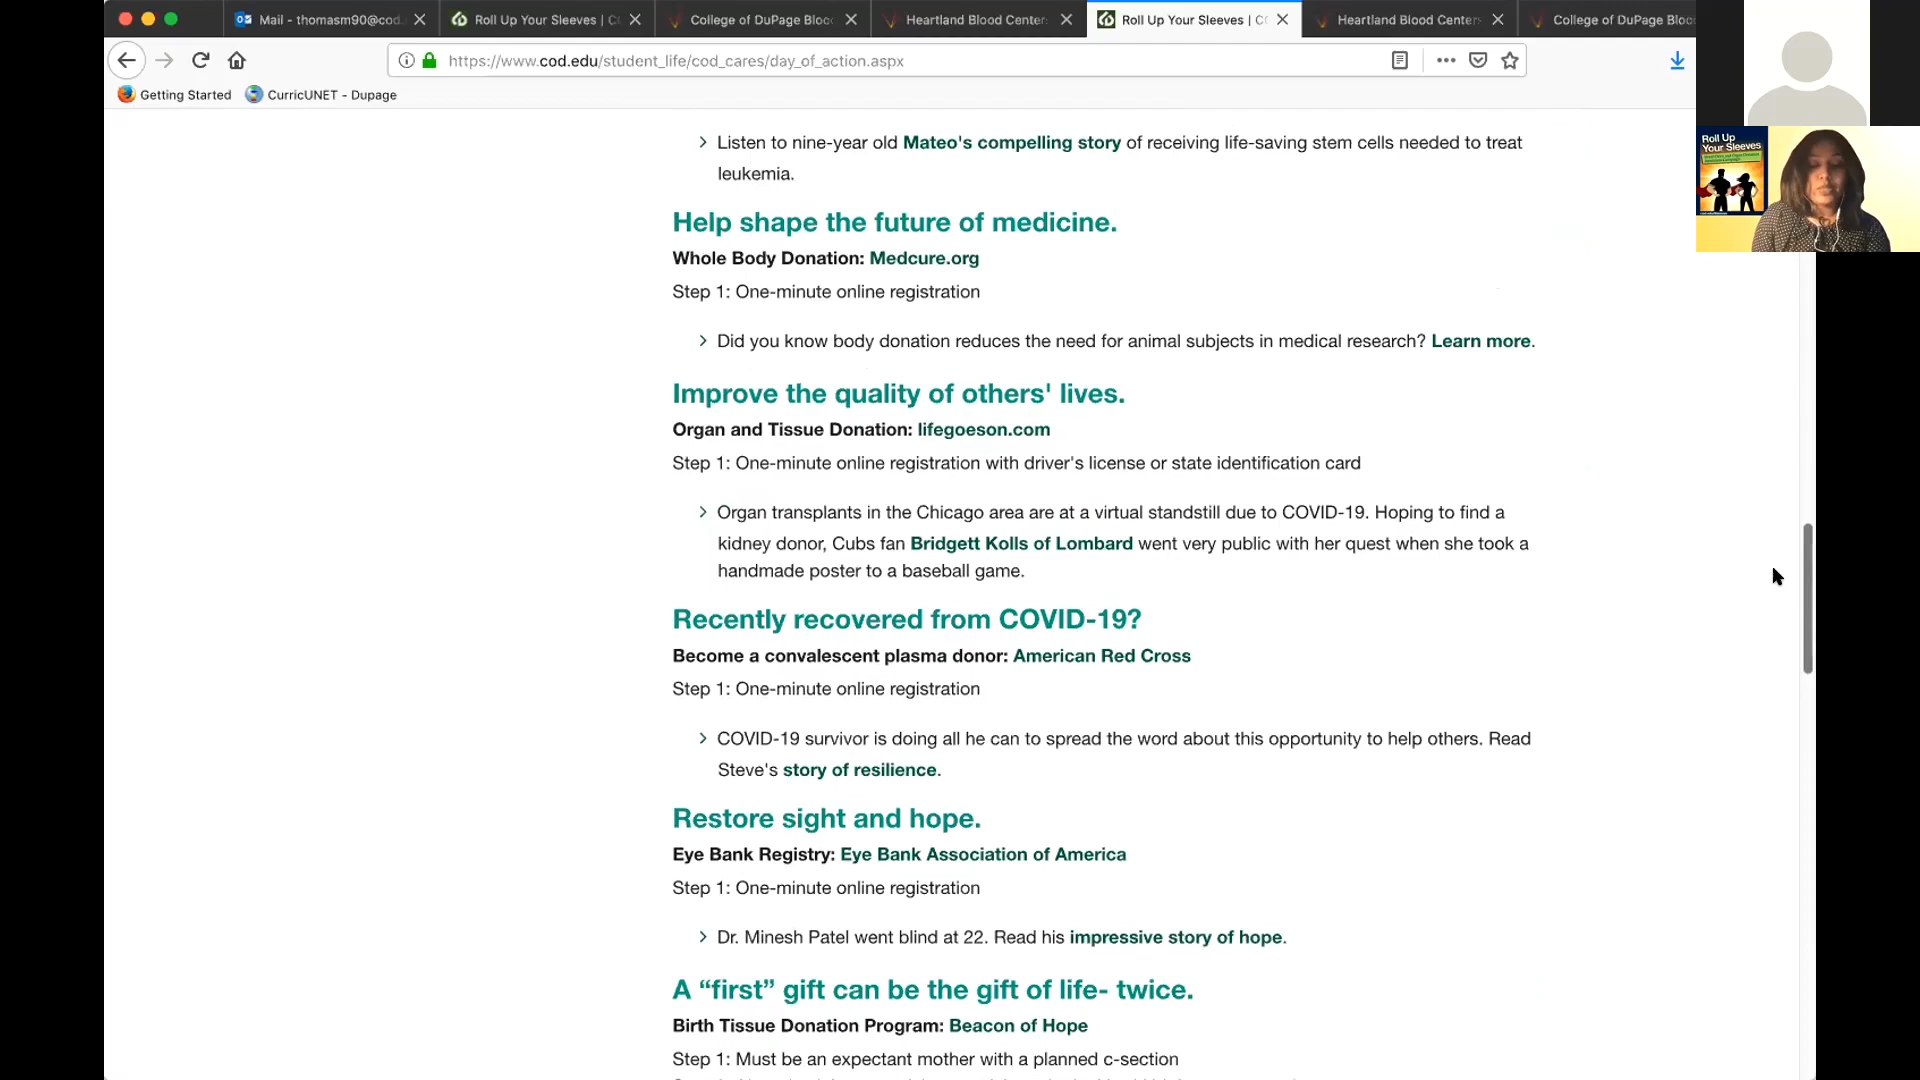 Mail - thomasm90@cod.
Roll Up Your Sleeves | C
College of DuPage Blood
Heartland Blood Center
Roll Up Your Sleeves | C
Heartland Blood Center
College of DuPage Bloo
https://www.cod.edu/student_life/cod_cares/day_of_action.aspx
Getting Started
CurricUNET - Dupage
Roll Up
Your Sleeves
Listen to nine-year old Mateo's compelling story of receiving life-saving stem cells needed to treat
leukemia.
Help shape the future of medicine.
Whole Body Donation: Medcure.org
Step 1: One-minute online registration
Did you know body donation reduces the need for animal subjects in medical research? Learn more.
Improve the quality of others' lives.
Organ and Tissue Donation: lifegoeson.com
Step 1: One-minute online registration with driver's license or state identification card
Organ transplants in the Chicago area are at a virtual standstill due to COVID-19. Hoping to find a
kidney donor, Cubs fan Bridgett Kolls of Lombard went very public with her quest when she took a
handmade poster to a baseball game.
Recently recovered from COVID-19?
Become a convalescent plasma donor: American Red Cross
Step 1: One-minute online registration
COVID-19 survivor is doing all he can to spread the word about this opportunity to help others. Read
Steve's story of resilience.
Restore sight and hope.
Eye Bank Registry: Eye Bank Association of America
Step 1: One-minute online registration
Dr. Minesh Patel went blind at 22. Read his impressive story of hope.
A “first” gift can be the gift of life- twice.
Birth Tissue Donation Program: Beacon of Hope
Step 1: Must be an expectant mother with a planned c-section